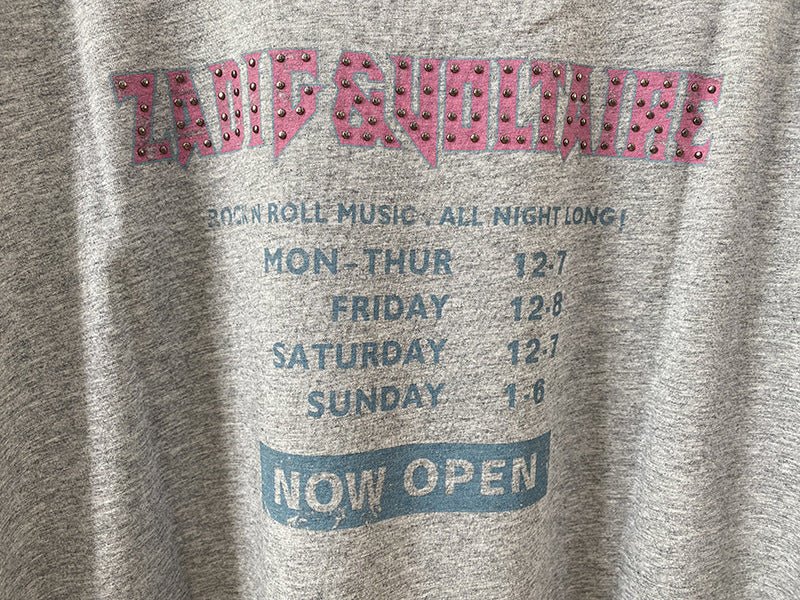 ZADIG & VOLTAIRE
ROCK N ROLL MUSIC . ALL NIGHT LONG!
MON-THUR 12-7
FRIDAY 12-8
SATURDAY 12-7
SUNDAY 1-6
NOW OPEN